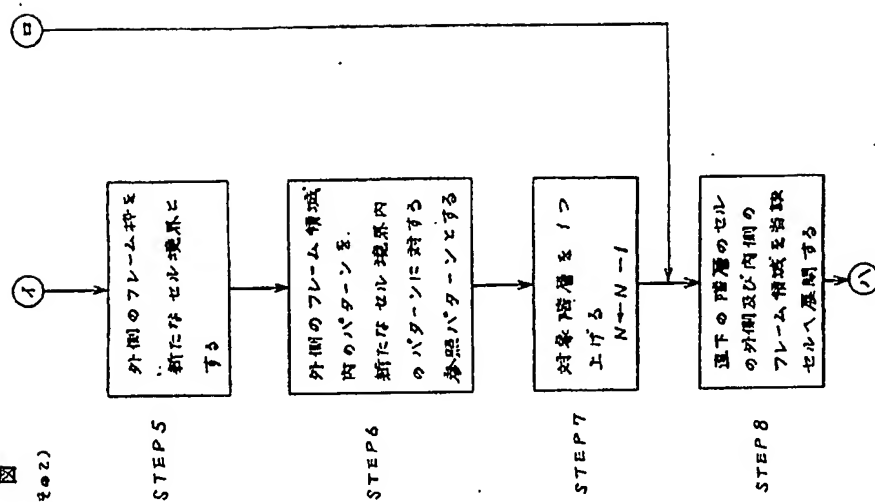 図
(その2)
イ
ロ
STEP5
外側のフレーム枠を
新たなセル境界と
する
STEP6
外側のフレーム領域
内のパターンを、
新たなセル境界内
のパターンに対する
参照パターンとする
STEP7
対象階層を1つ
上げる
N←N-1
STEP8
直下の階層のセル
の外側及び内側の
フレーム領域を当該
セルへ展開する
ハ